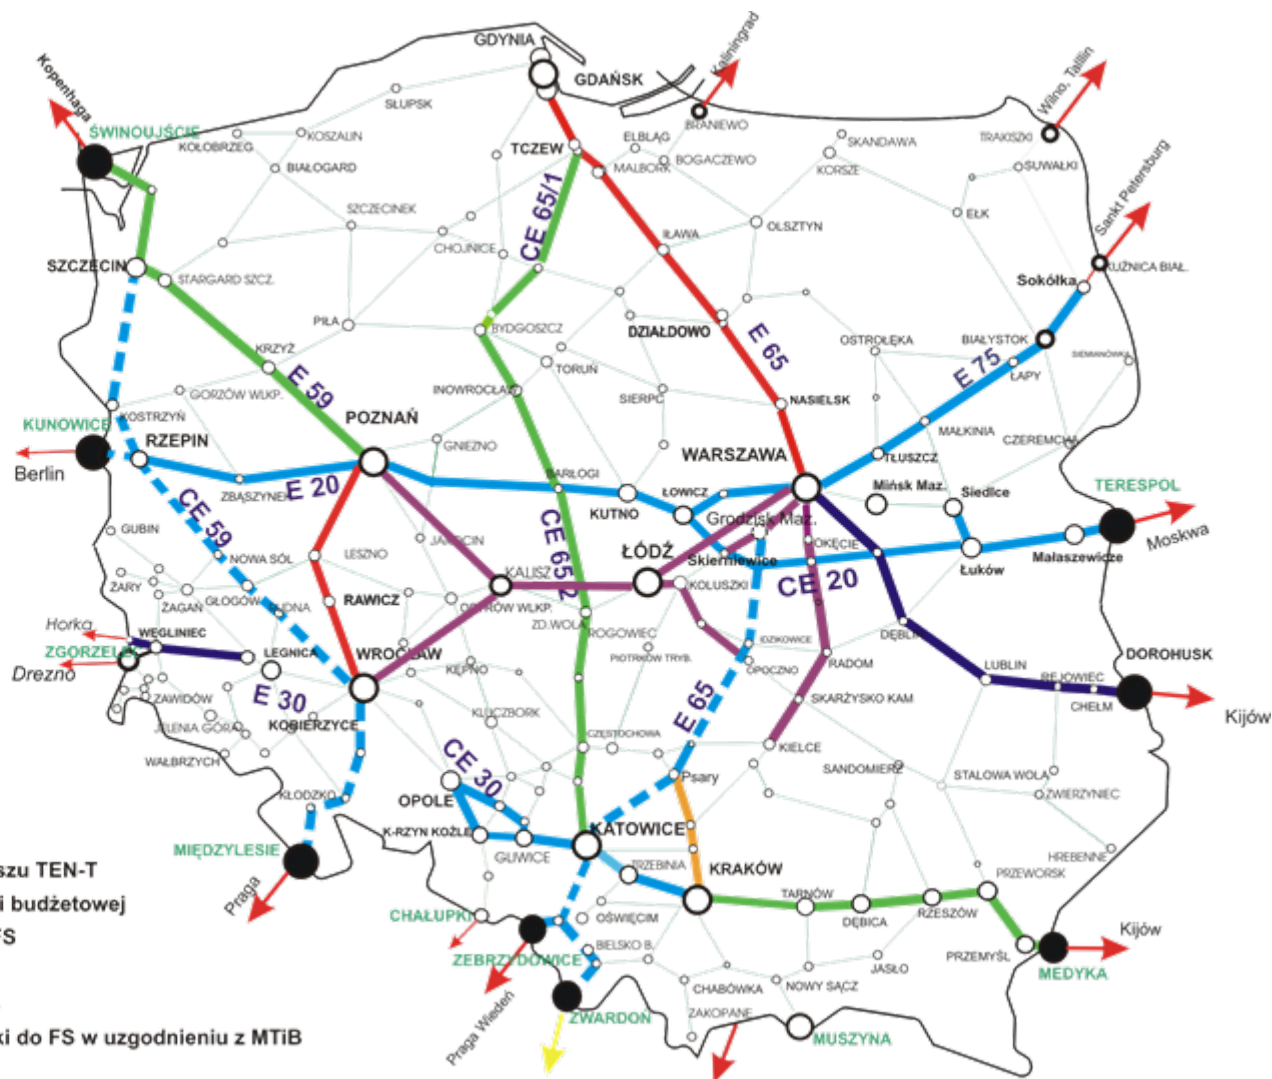 GDYNIA
GDAŃSK
Kaliningrad
Wilno, Talllin
Kopenhaga
SŁUPSK
ŚWINOUJŚCIE
KOŁOBRZEG
KOSZALIN
BRANIEWO
ELBLĄG
TRAKISZKI
SKANDAWA
TCZEW
BOGACZEWO
MALBORK
KORSZE
SUWAŁKI
BIAŁOGARD
Sankt Petersburg
CE 65/1
SZCZECINEK
OLSZTYN
EŁK
IŁAWA
CHOJNICE
SZCZECIN
KUŹNICA BIAŁ.
STARGARD SZCZ.
Sokółka
PIŁA
BYDGOSZCZ
DZIAŁDOWO
E 65
OSTROŁĘKA
BIAŁYSTOK
SIEMIANÓWKA
KRZYŻ
E 59
TORUŃ
E 75
ŁAPY
GORZÓW WLKP.
INOWROCŁAW
SIERPC
NASIELSK
KOSTRZYŃ
POZNAŃ
KUNOWICE
RZEPIN
GNIEZNO
WARSZAWA
MAŁKINIA
CZEREMCHA
TŁUSZCZ
Berlin
ZBĄSZYNEK
E 20
BARŁOGI
Mińsk Maz.
Siedlce
TERESPOL
ŁOWICZ
KUTNO
Grodzisk Maz.
CE 59
CE 65/2
GUBIN
JAROCIN
OKĘCIE
Moskwa
ŁÓDŹ
Skierniewice
Małaszewicze
NOWA SÓL
LESZNO
Łuków
KALISZ
KOLUSZKI
CE 20
ŻARY
ŻAGAŃ
GŁOGÓW
RUDNA
RAWICZ
OSTRÓW WLKP.
ZD.WOLA
Horka
WĘGLINIEC
ROGOWIEC
IDZIKOWICE
DĘBLIN
ZGORZELEC
LEGNICA
WROCŁAW
PIOTRKÓW TRYB.
OPOCZNO
RADOM
DOROHUSK
Drezno
KĘPNO
LUBLIN
REJOWIEC
ZAWIDÓW
E 30
E 65
SKARŻYSKO KAM
CHEŁM
JELENIA GÓRA
KOBIERZYCE
KLUCZBORK
Kijów
CZĘSTOCHOWA
KIELCE
WAŁBRZYCH
CE 30
SANDOMIERZ
STALOWA WOLA
Psary
KŁODZKO
OPOLE
ZWIERZYNIEC
K-RZYN KOŹLE
KATOWICE
MIĘDZYLESIE
GLIWICE
HREBENNE
TRZEBINIA
KRAKÓW
PRZEWORSK
szu TEN-T
Praga
TARNÓW
i budżetowej
CHAŁUPKI
OŚWIĘCIM
DĘBICA
RZESZÓW
FS
Kijów
BIELSKO B.
PRZEMYŚL
ZEBRZYDOWICE
JASŁO
MEDYKA
CHABÓWKA
NOWY SĄCZ
Praga Wiedeń
ZWARDOŃ
ZAKOPANE
ki do FS w uzgodnieniu z MTiB
MUSZYNA